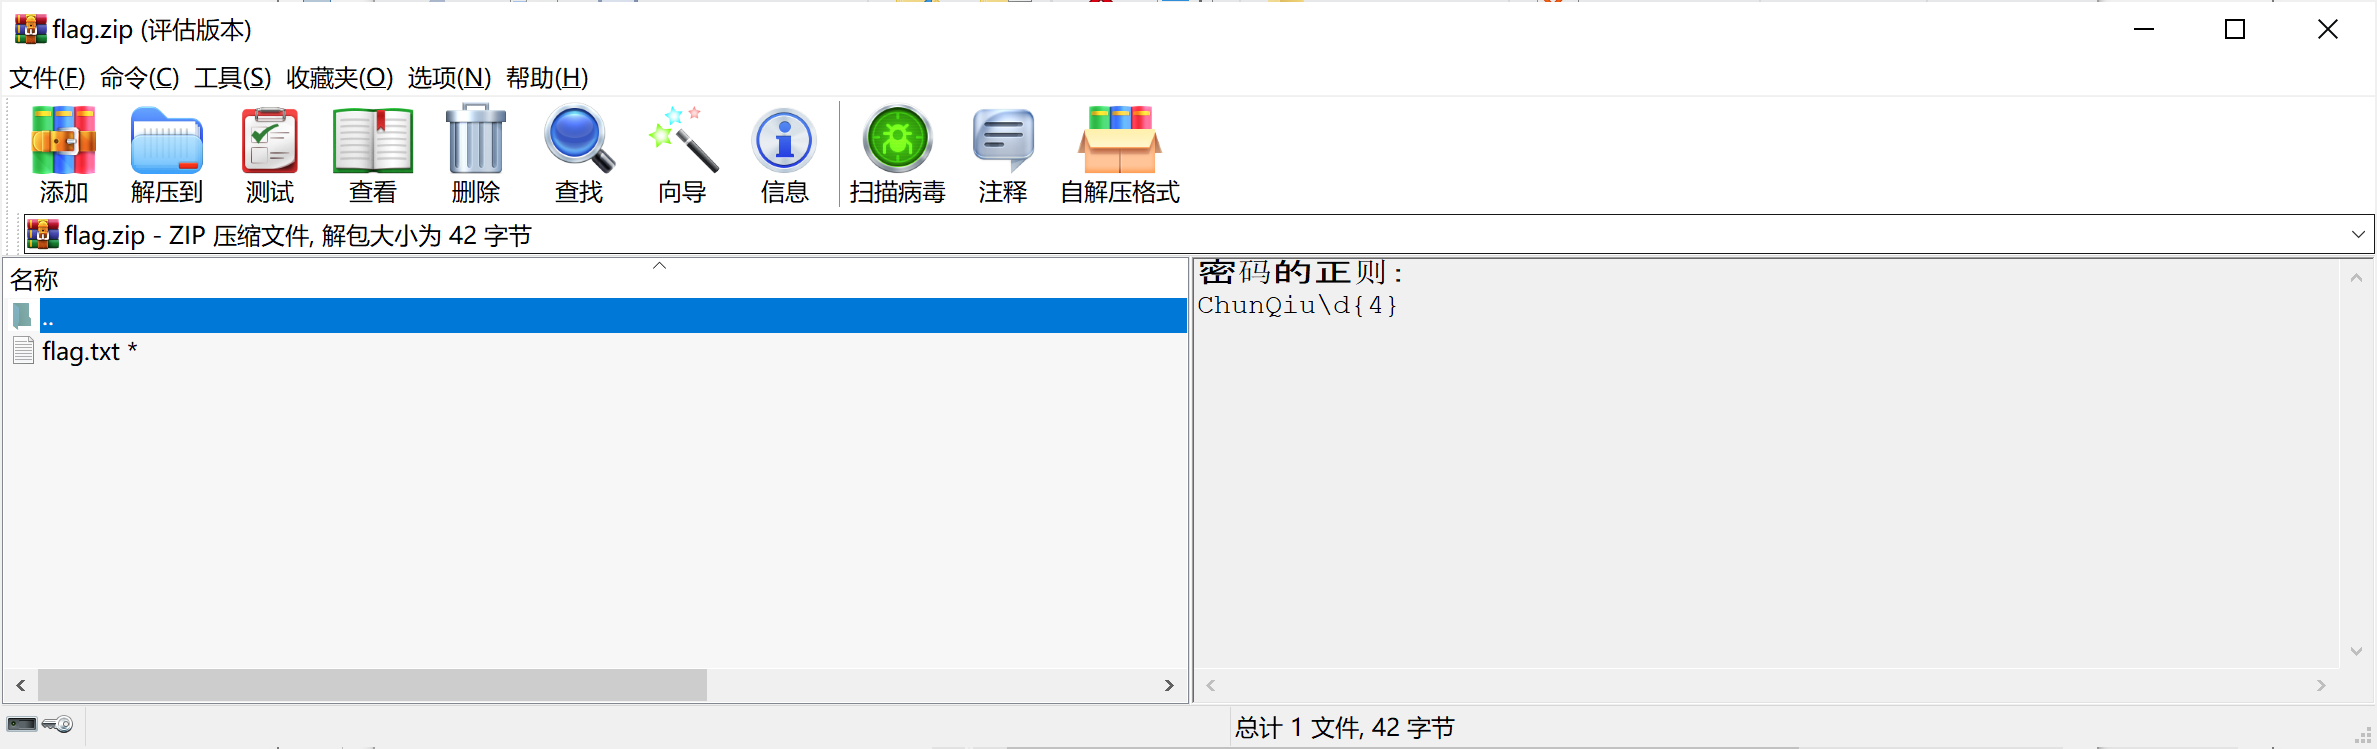 flag.zip (评估版本)
文件(F) 命令(C) 工具(S) 收藏夹(O) 选项(N) 帮助(H)
添加 解压到 测试 查看 删除 查找 向导 信息 扫描病毒 注释 自解压格式
flag.zip - ZIP 压缩文件, 解包大小为 42 字节
名称
..
flag.txt *
密码的正则:
ChunQiu\d{4}
总计 1 文件, 42 字节